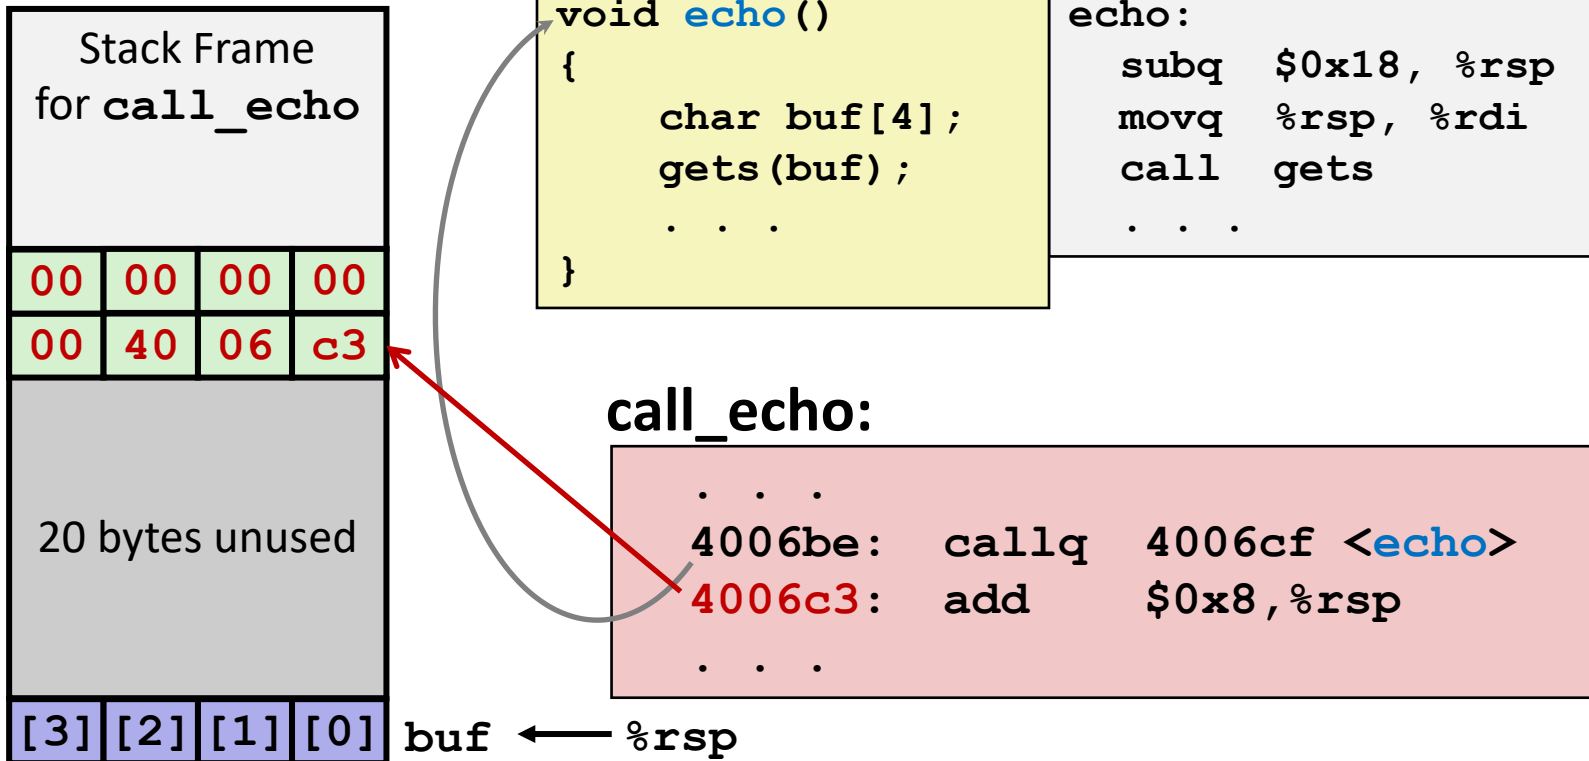 Stack Frame
for call_echo
00 00 00 00
00 40 06 c3
20 bytes unused
[3] [2] [1] [0] buf ← %rsp
void echo()
{
char buf[4];
gets(buf);
. . .
}
echo:
subq $0x18, %rsp
movq %rsp, %rdi
call gets
. . .
call_echo:
. . .
4006be: callq 4006cf <echo>
4006c3: add $0x8,%rsp
. . .